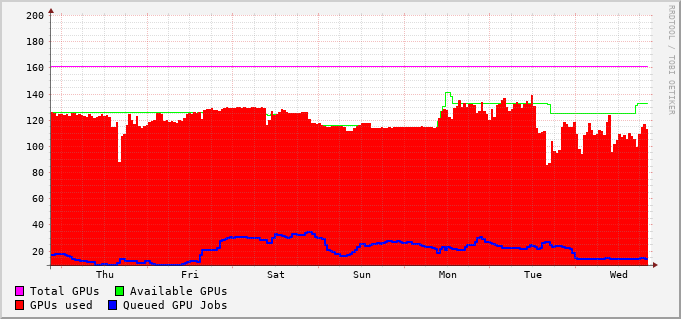 200
180
160
140
120
100
80
60
40
20
Thu Fri Sat Sun Mon Tue Wed
RRDTOOL / TOBI OETIKER
Total GPUs Available GPUs
GPUs used Queued GPU Jobs